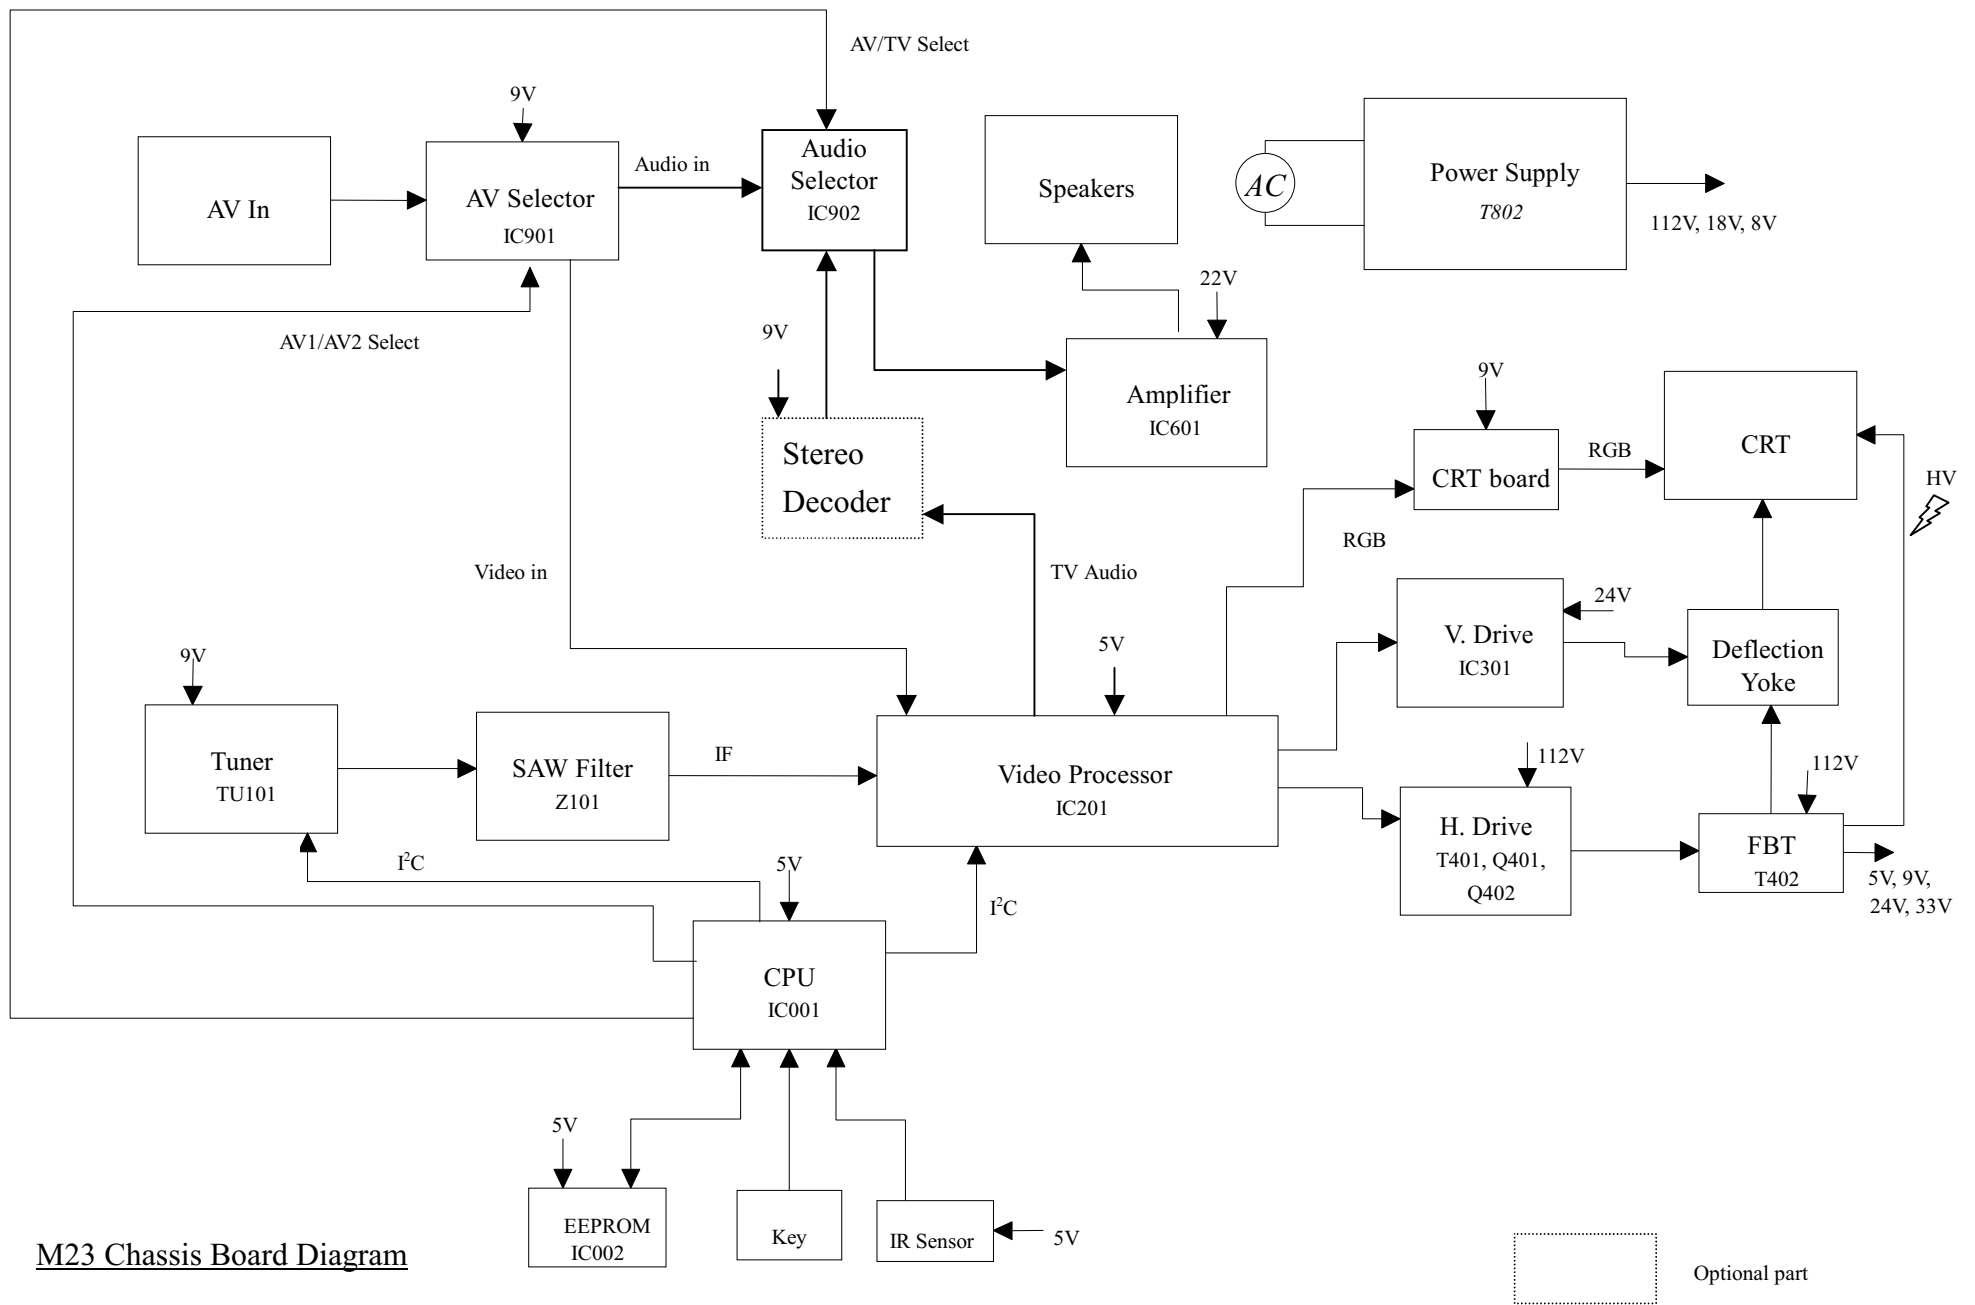 AV/TV Select
9V
AV In
AV Selector
IC901
Audio in
Audio
Selector
IC902
Speakers
AC
Power Supply
T802
112V, 18V, 8V
AV1/AV2 Select
9V
22V
Amplifier
IC601
Stereo
Decoder
9V
CRT board
RGB
CRT
HV
RGB
Video in
TV Audio
24V
V. Drive
IC301
Deflection
Yoke
9V
Tuner
TU101
SAW Filter
Z101
IF
5V
Video Processor
IC201
112V
H. Drive
T401, Q401,
Q402
112V
FBT
T402
5V, 9V,
24V, 33V
I²C
5V
I²C
CPU
IC001
5V
EEPROM
IC002
Key
IR Sensor
5V
M23 Chassis Board Diagram
Optional part